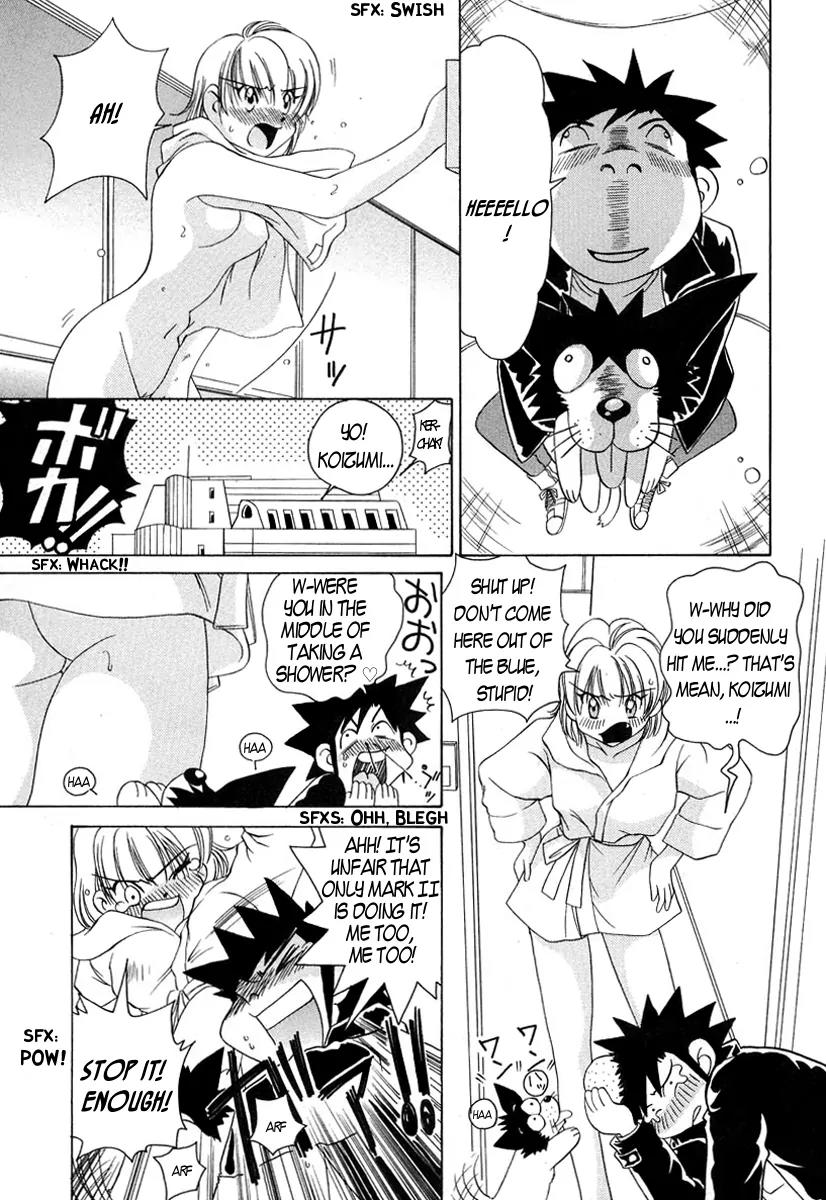 HEEEELLO
!
SFX: SWISH
AH!
サッ
KER-
CHAK!
YO!
KOIZUMI...
ボカ!!
SFX: WHACK!!
W-WHY DID
YOU SUDDENLY
HIT ME...? THAT'S
MEAN, KOIZUMI
...!
SHUT UP!
DON'T COME
HERE OUT OF
THE BLUE,
STUPID!
ワン
ワン
HAA
W-WERE
YOU IN THE
MIDDLE OF
TAKING A
SHOWER? ♡
おおっ
HAA
HAA
SFXS: OHH, BLEGH
AHH! IT'S
UNFAIR THAT
ONLY MARK II
IS DOING IT!
ME TOO,
ME TOO!
STOP IT!
ENOUGH!
SFX:
POW!
ARF
ARF